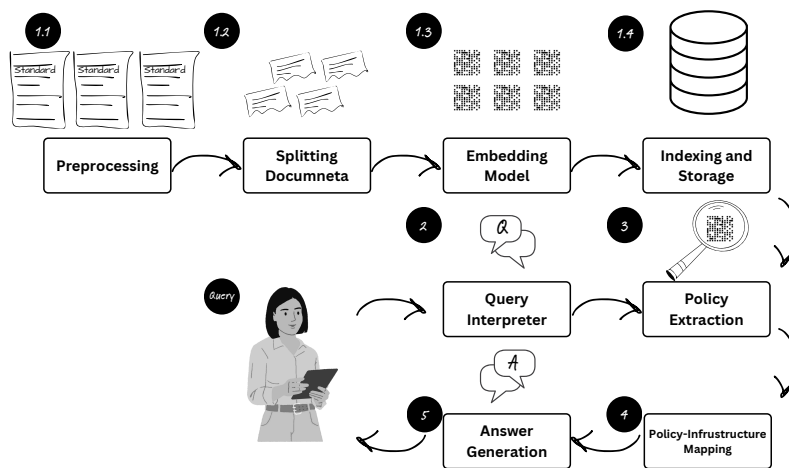 1.1
1.2
1.3
1.4
Standard
Standard
Standard
Preprocessing
Splitting
Documneta
Embedding
Model
Indexing and
Storage
2
Q
3
Query
Query
Interpreter
Policy
Extraction
A
5
4
Answer
Generation
Policy-Infrustructure
Mapping